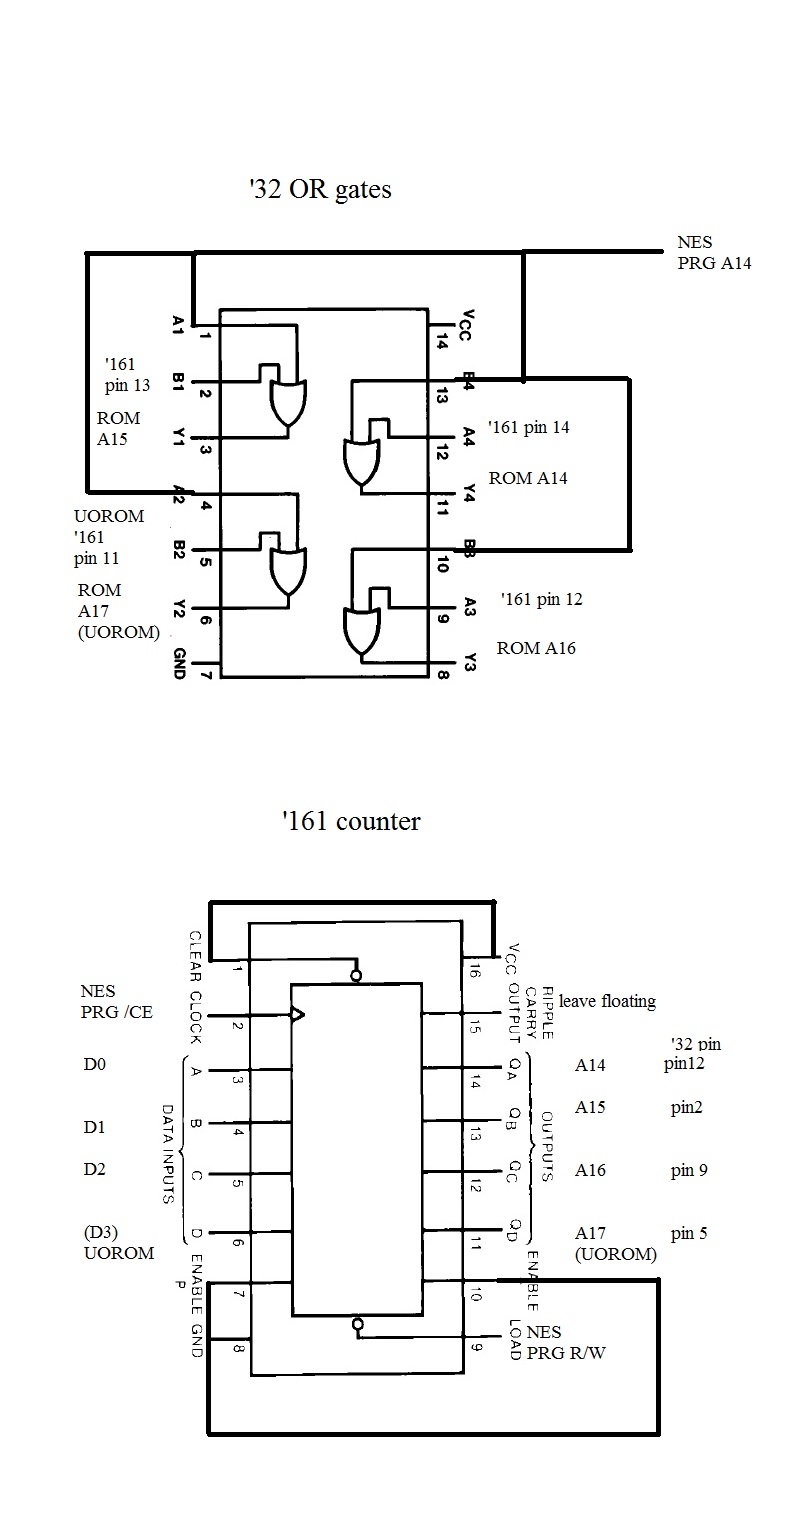 '32 OR gates
NES
PRG A14
A1
1
VCC
14
'161
pin 13
B1
2
B4
13
ROM
A15
Y1
3
A4
12
'161 pin 14
A2
4
Y4
11
ROM A14
UOROM
'161
pin 11
B2
5
B3
10
ROM
A17
(UOROM)
Y2
6
A3
9
'161 pin 12
GND
7
Y3
8
ROM A16
'161 counter
CLEAR
1
VCC
16
NES
PRG /CE
CLOCK
2
RIPPLE
CARRY
OUTPUT
15
leave floating
'32 pin
D0
A
3
QA
14
A14
pin12
D1
B
4
QB
13
A15
pin2
DATA INPUTS
OUTPUTS
D2
C
5
QC
12
A16
pin 9
(D3)
UOROM
D
6
QD
11
A17
(UOROM)
pin 5
ENABLE
P
7
ENABLE
10
GND
8
LOAD
9
NES
PRG R/W